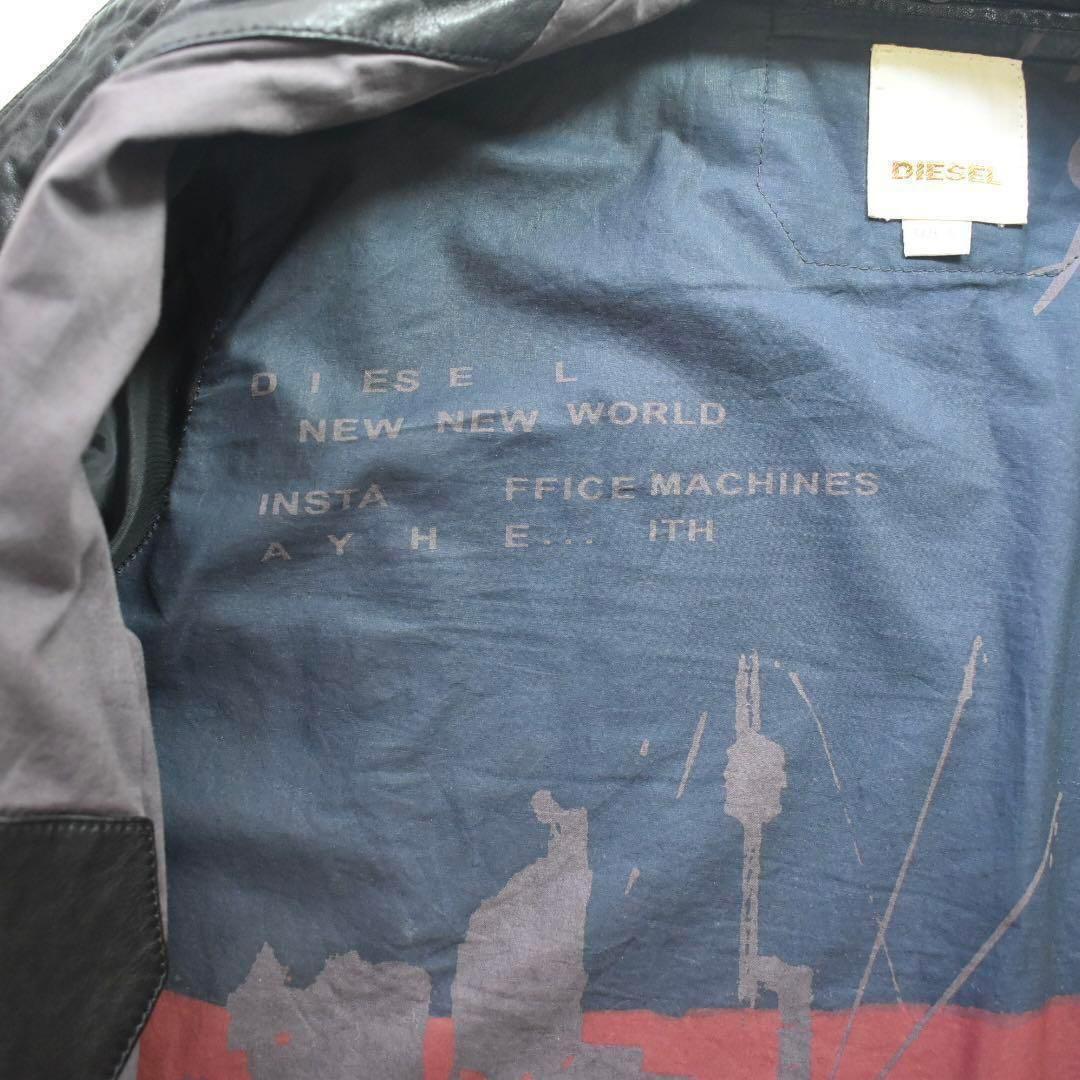 DIESEL
D I ES E L
NEW NEW WORLD
INSTA FFICE MACHINES
A Y H E... ITH